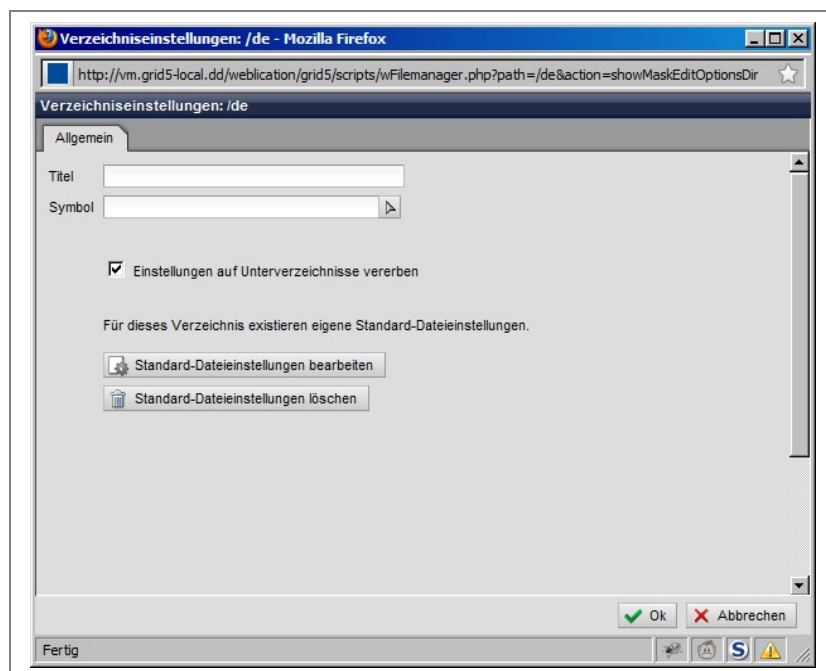 Verzeichniseinstellungen: /de - Mozilla Firefox
http://vm.grid5-local.dd/weblication/grid5/scripts/wFilemanager.php?path=/de&action=showMaskEditOptionsDir
Verzeichniseinstellungen: /de
Allgemein
Titel
Symbol
Einstellungen auf Unterverzeichnisse vererben
Für dieses Verzeichnis existieren eigene Standard-Dateieinstellungen.
Standard-Dateieinstellungen bearbeiten
Standard-Dateieinstellungen löschen
Ok Abbrechen
Fertig S